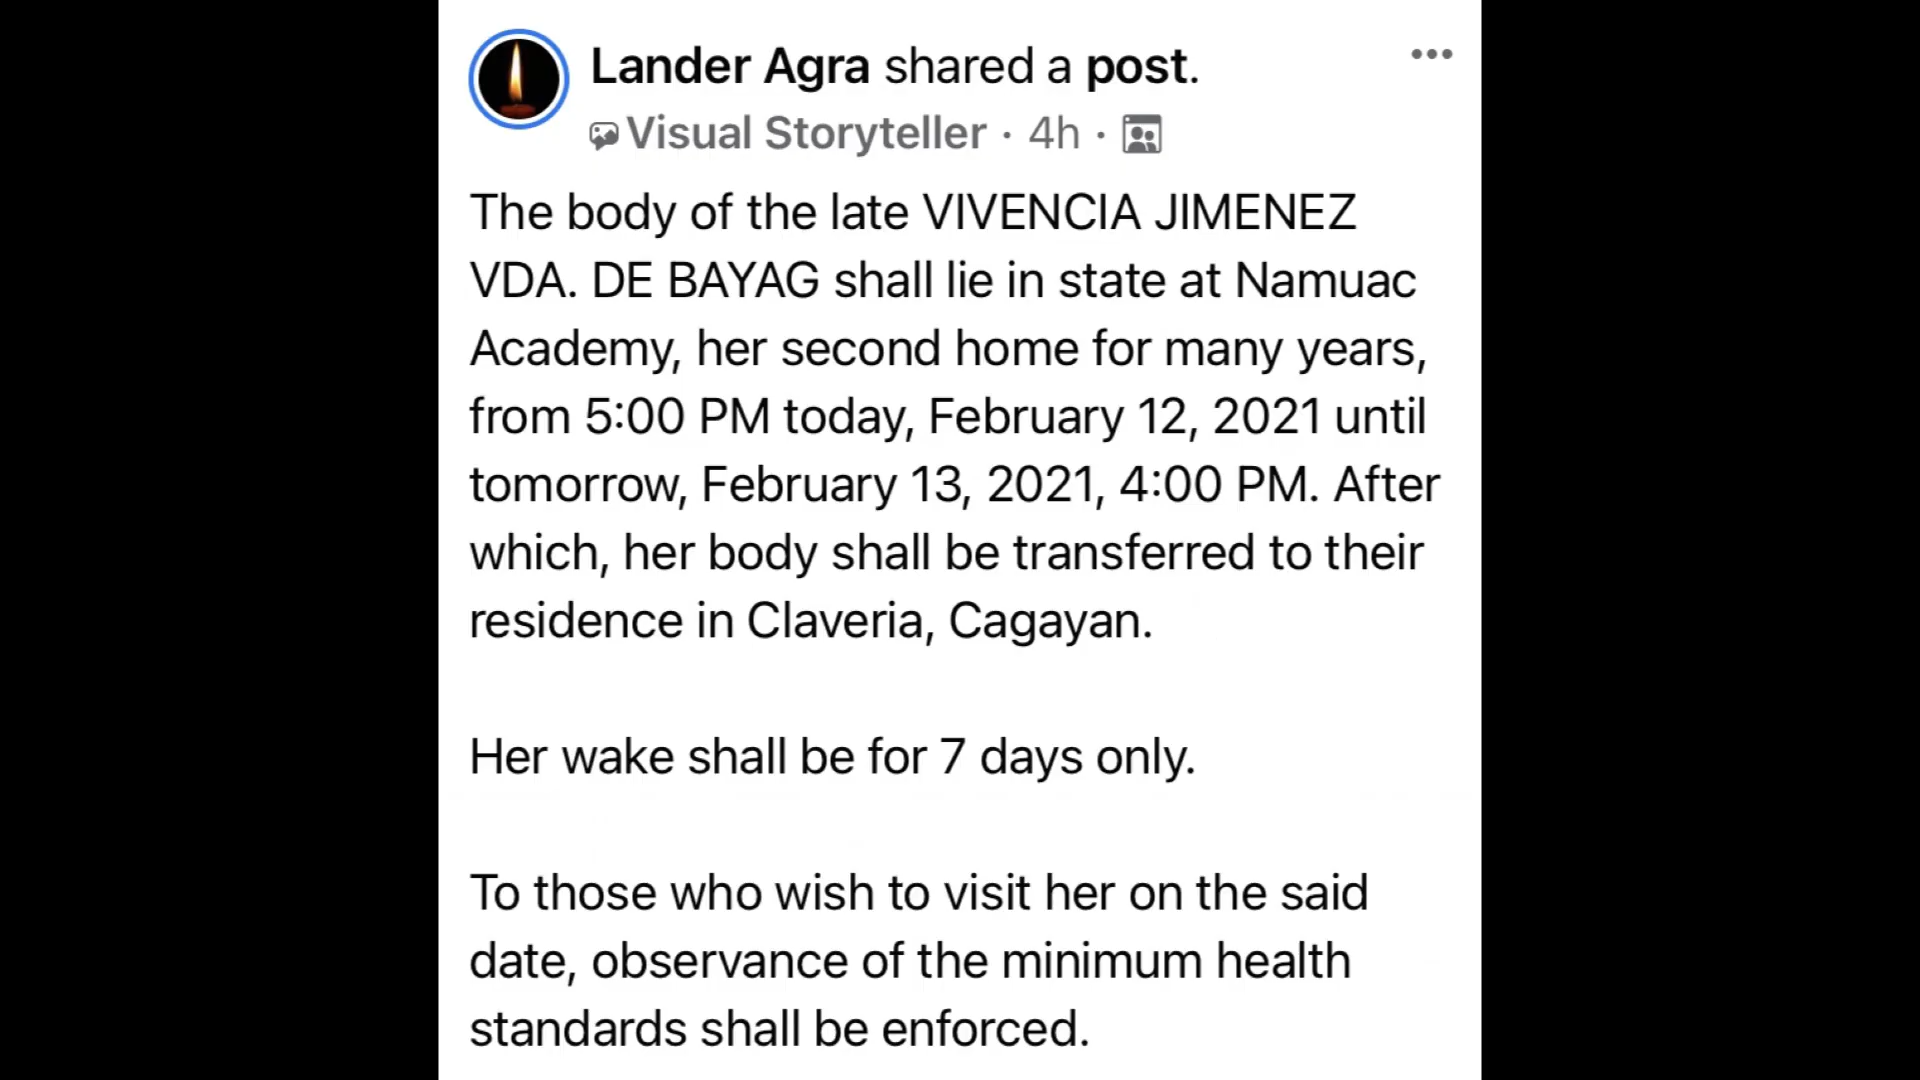 Lander Agra shared a post.
Visual Storyteller · 4h ·
The body of the late VIVENCIA JIMENEZ
VDA. DE BAYAG shall lie in state at Namuac
Academy, her second home for many years,
from 5:00 PM today, February 12, 2021 until
tomorrow, February 13, 2021, 4:00 PM. After
which, her body shall be transferred to their
residence in Claveria, Cagayan.
Her wake shall be for 7 days only.
To those who wish to visit her on the said
date, observance of the minimum health
standards shall be enforced.